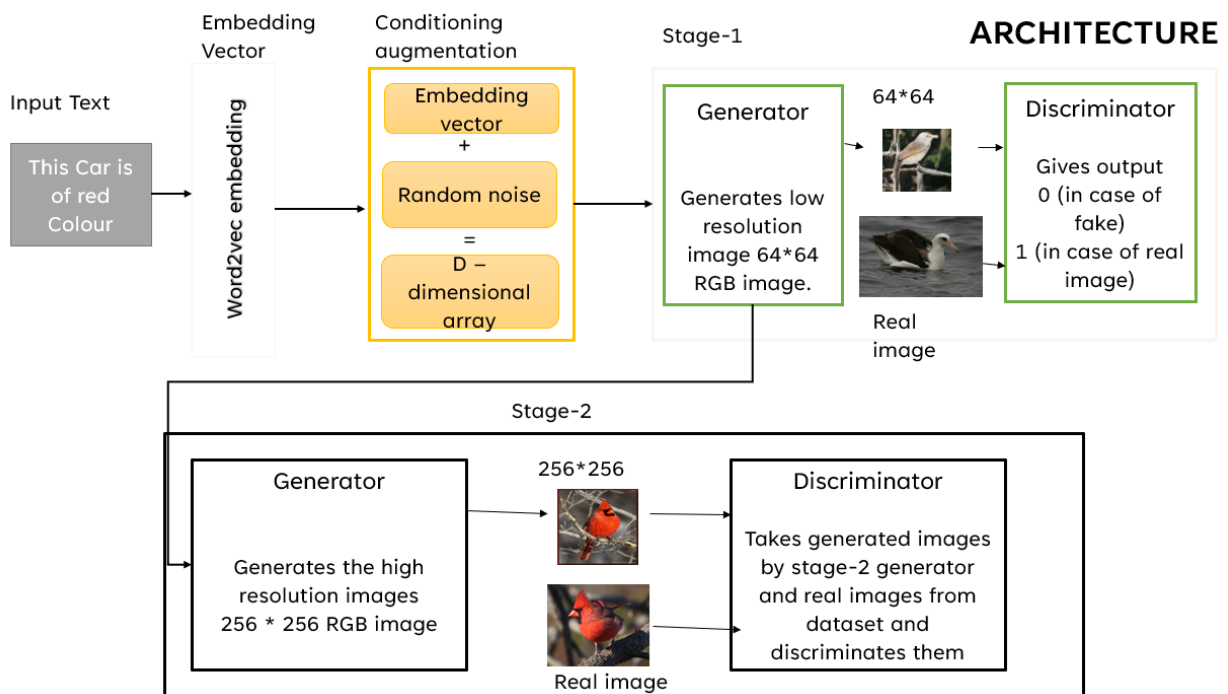 ARCHITECTURE
Input Text
This Car is
of red
Colour
Embedding
Vector
Word2vec embedding
Conditioning
augmentation
Embedding
vector
+
Random noise
=
D –
dimensional
array
Stage-1
Generator
Generates low
resolution
image 64*64
RGB image.
64*64
Real
image
Discriminator
Gives output
0 (in case of
fake)
1 (in case of real
image)
Stage-2
Generator
Generates the high
resolution images
256 * 256 RGB image
256*256
Real image
Discriminator
Takes generated images
by stage-2 generator
and real images from
dataset and
discriminates them